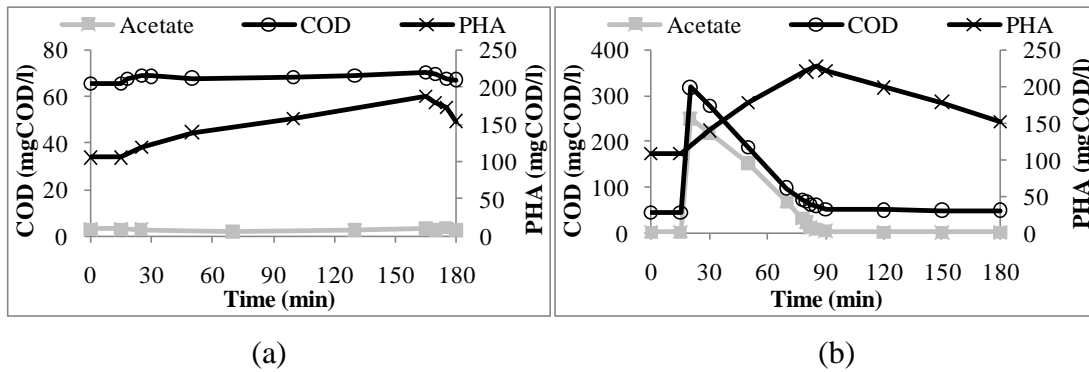 Acetate COD PHA
80 250
60 200
40 150
20 100
0 50
0
0 30 60 90 120 150 180
COD (mgCOD/l)
PHA (mgCOD/l)
Time (min)
(a)
Acetate COD PHA
400 250
300 200
200 150
100 100
0 50
0
0 30 60 90 120 150 180
COD (mgCOD/l)
PHA (mgCOD/l)
Time (min)
(b)